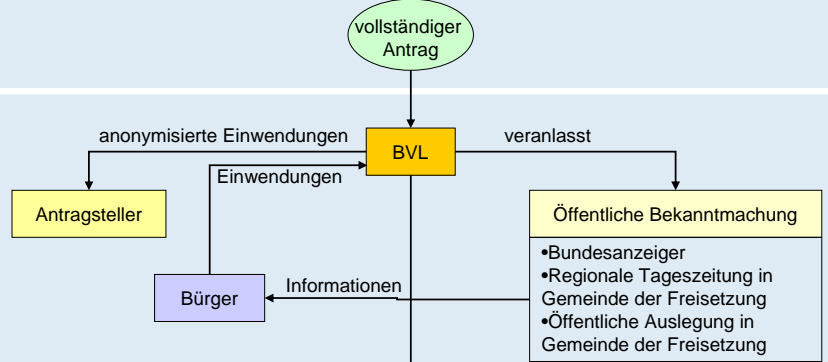 vollständiger
Antrag
anonymisierte Einwendungen
BVL
veranlasst
Einwendungen
Antragsteller
Öffentliche Bekanntmachung
•Bundesanzeiger
•Regionale Tageszeitung in
Gemeinde der Freisetzung
•Öffentliche Auslegung in
Gemeinde der Freisetzung
Informationen
Bürger